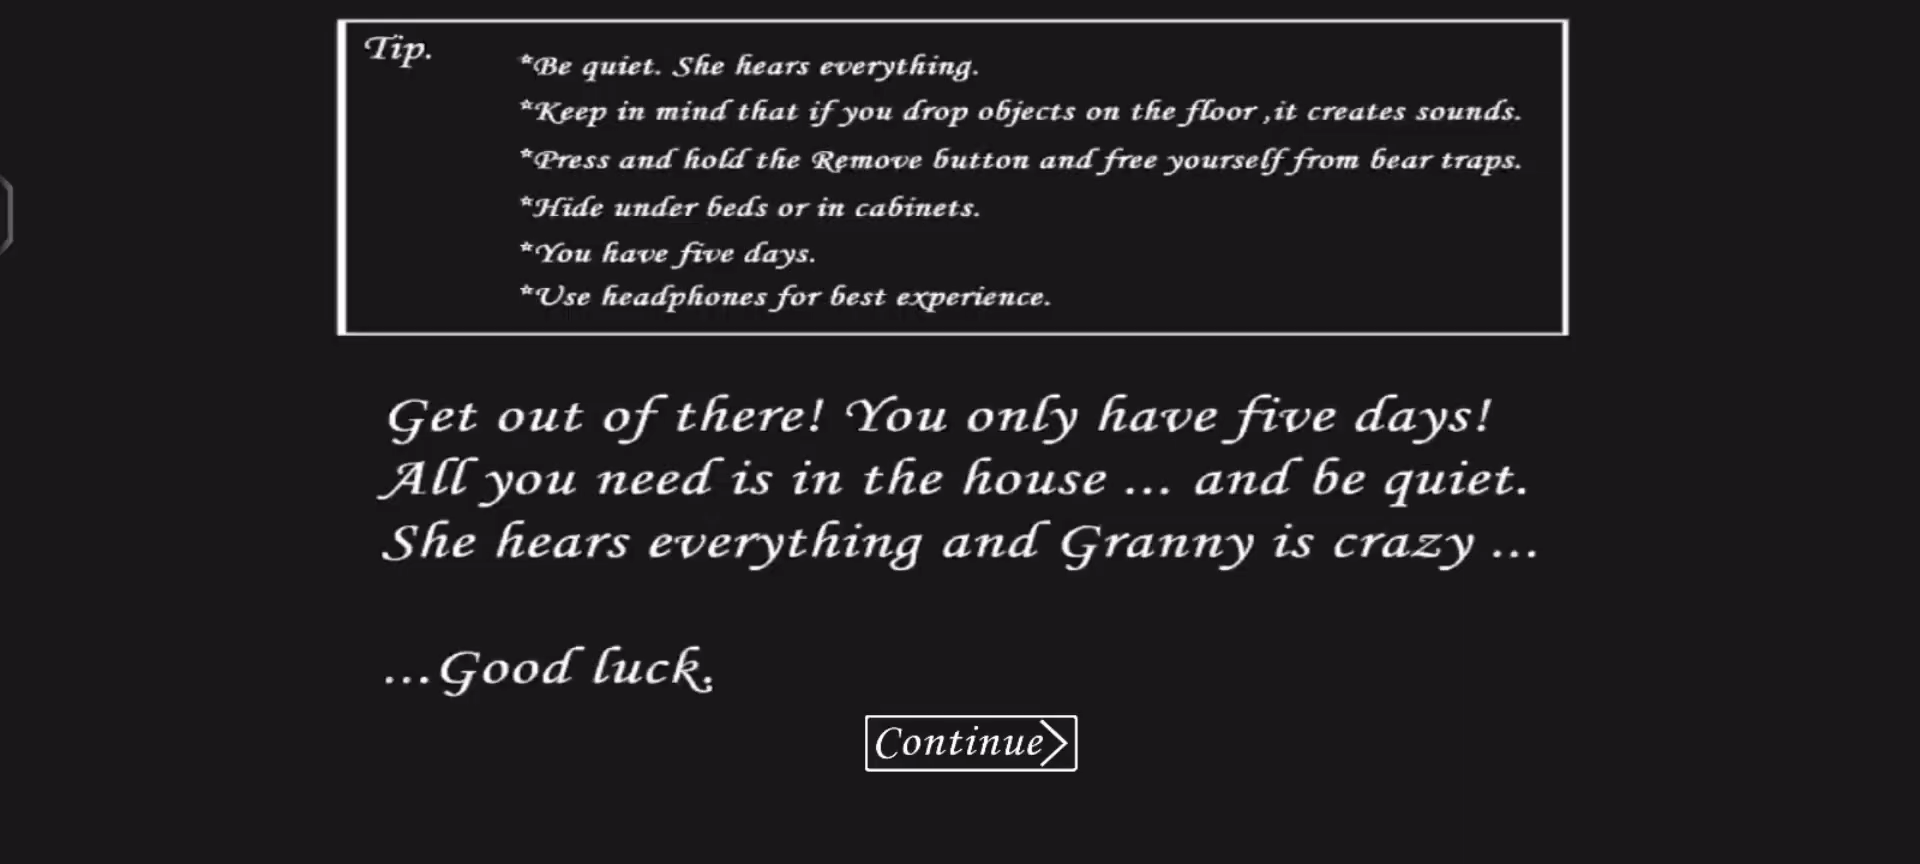 Tip.
*Be quiet. She hears everything.
*Keep in mind that if you drop objects on the floor ,it creates sounds.
*Press and hold the Remove button and free yourself from bear traps.
*Hide under beds or in cabinets.
*You have five days.
*Use headphones for best experience.
Get out of there! You only have five days!
All you need is in the house ... and be quiet.
She hears everything and Granny is crazy ...
...Good luck.
Continue>